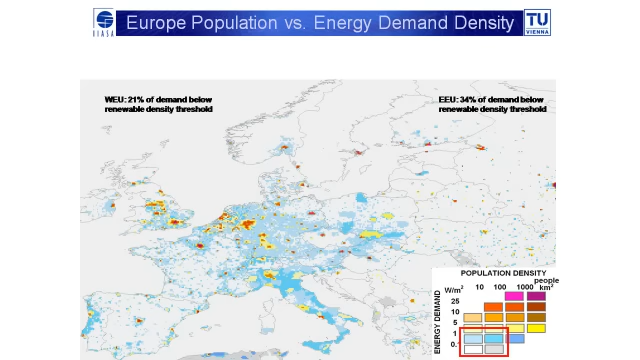 IIASA
Europe Population vs. Energy Demand Density
TU
VIENNA
WEU: 21% of demand below
renewable density threshold
EEU: 34% of demand below
renewable density threshold
POPULATION DENSITY
people
W/m² 10 100 1000 km²
25
10
5
1
0.
ENERGY DEMAND